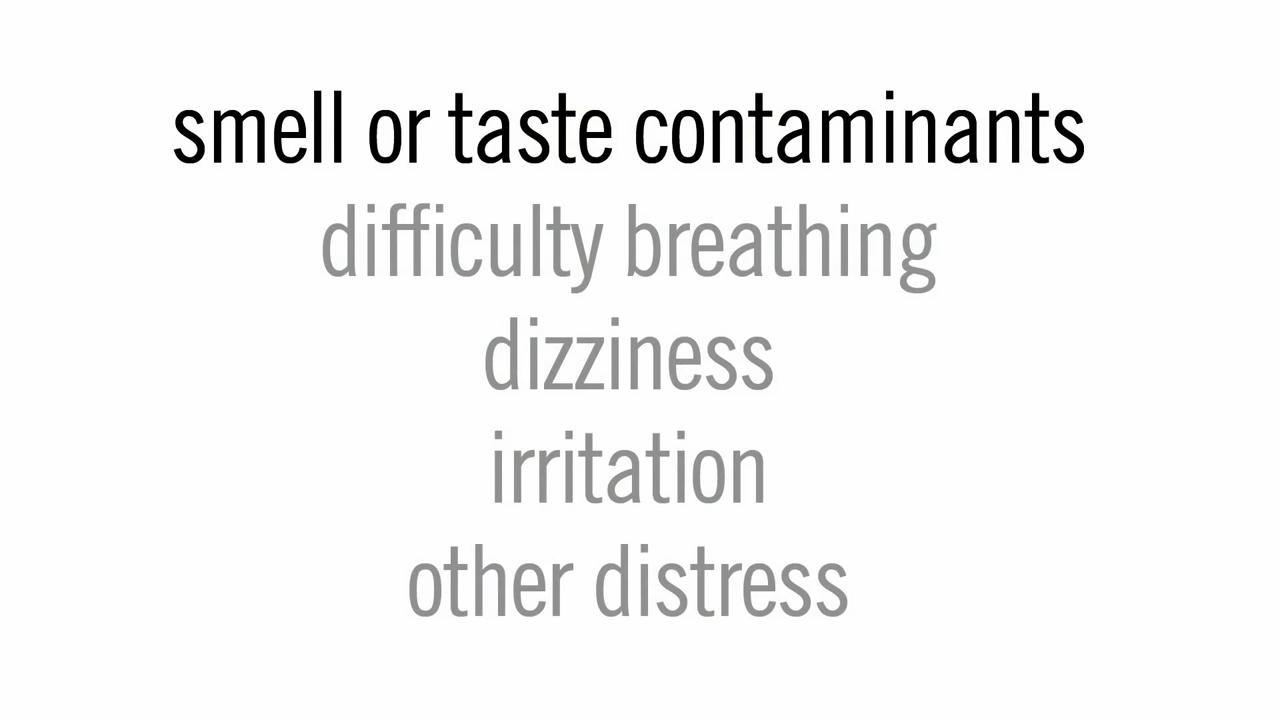 smell or taste contaminants
difficulty breathing
dizziness
irritation
other distress